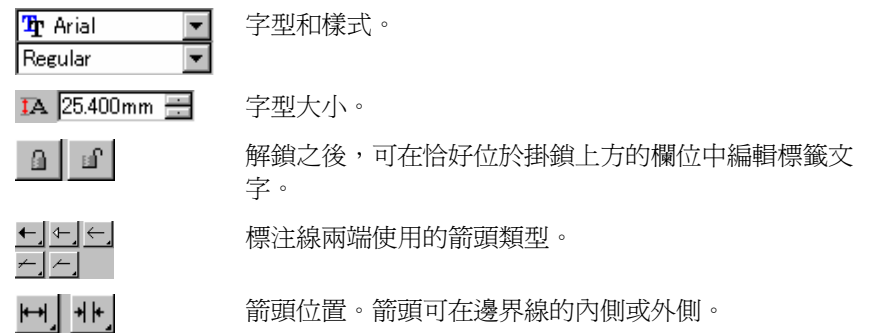 Arial
字型和樣式。
Regular
25.400mm
字型大小。
解鎖之後，可在恰好位於掛鎖上方的欄位中編輯標籤文
字。
標注線兩端使用的箭頭類型。
箭頭位置。箭頭可在邊界線的內側或外側。